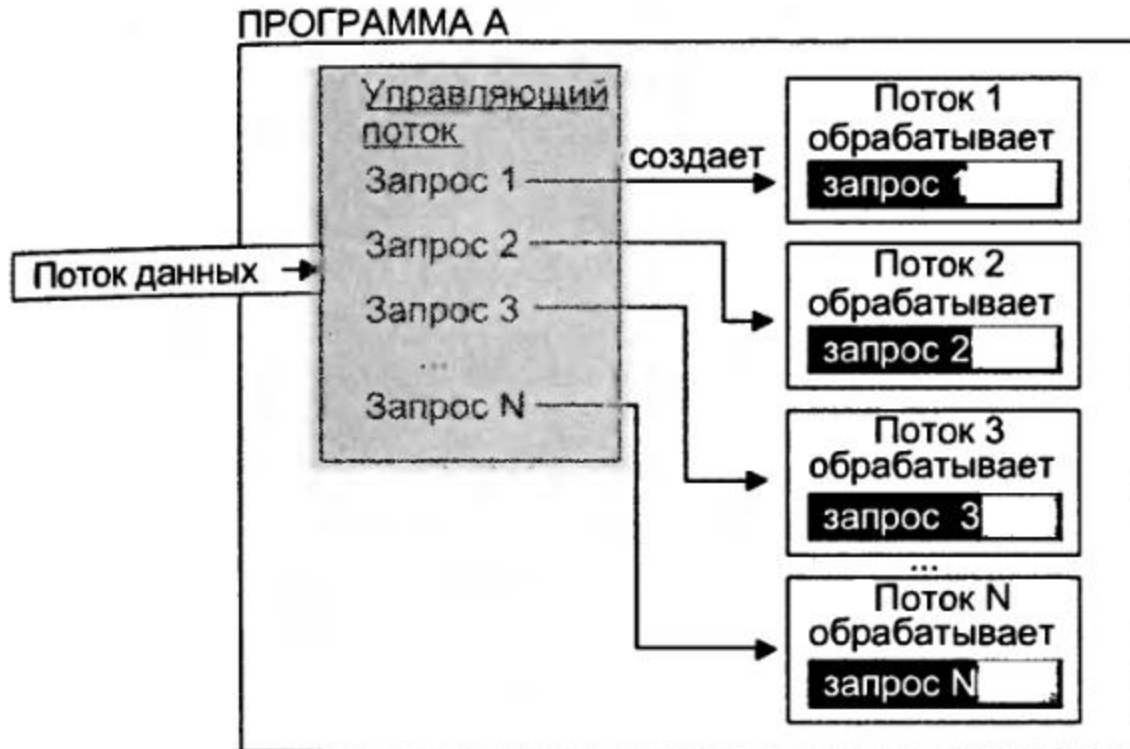 ПРОГРАММА А
Управляющий
поток
Запрос 1
Запрос 2
Запрос 3
...
Запрос N
Поток данных
создает
Поток 1
обрабатывает
запрос 1
Поток 2
обрабатывает
запрос 2
Поток 3
обрабатывает
запрос 3
...
Поток N
обрабатывает
запрос N